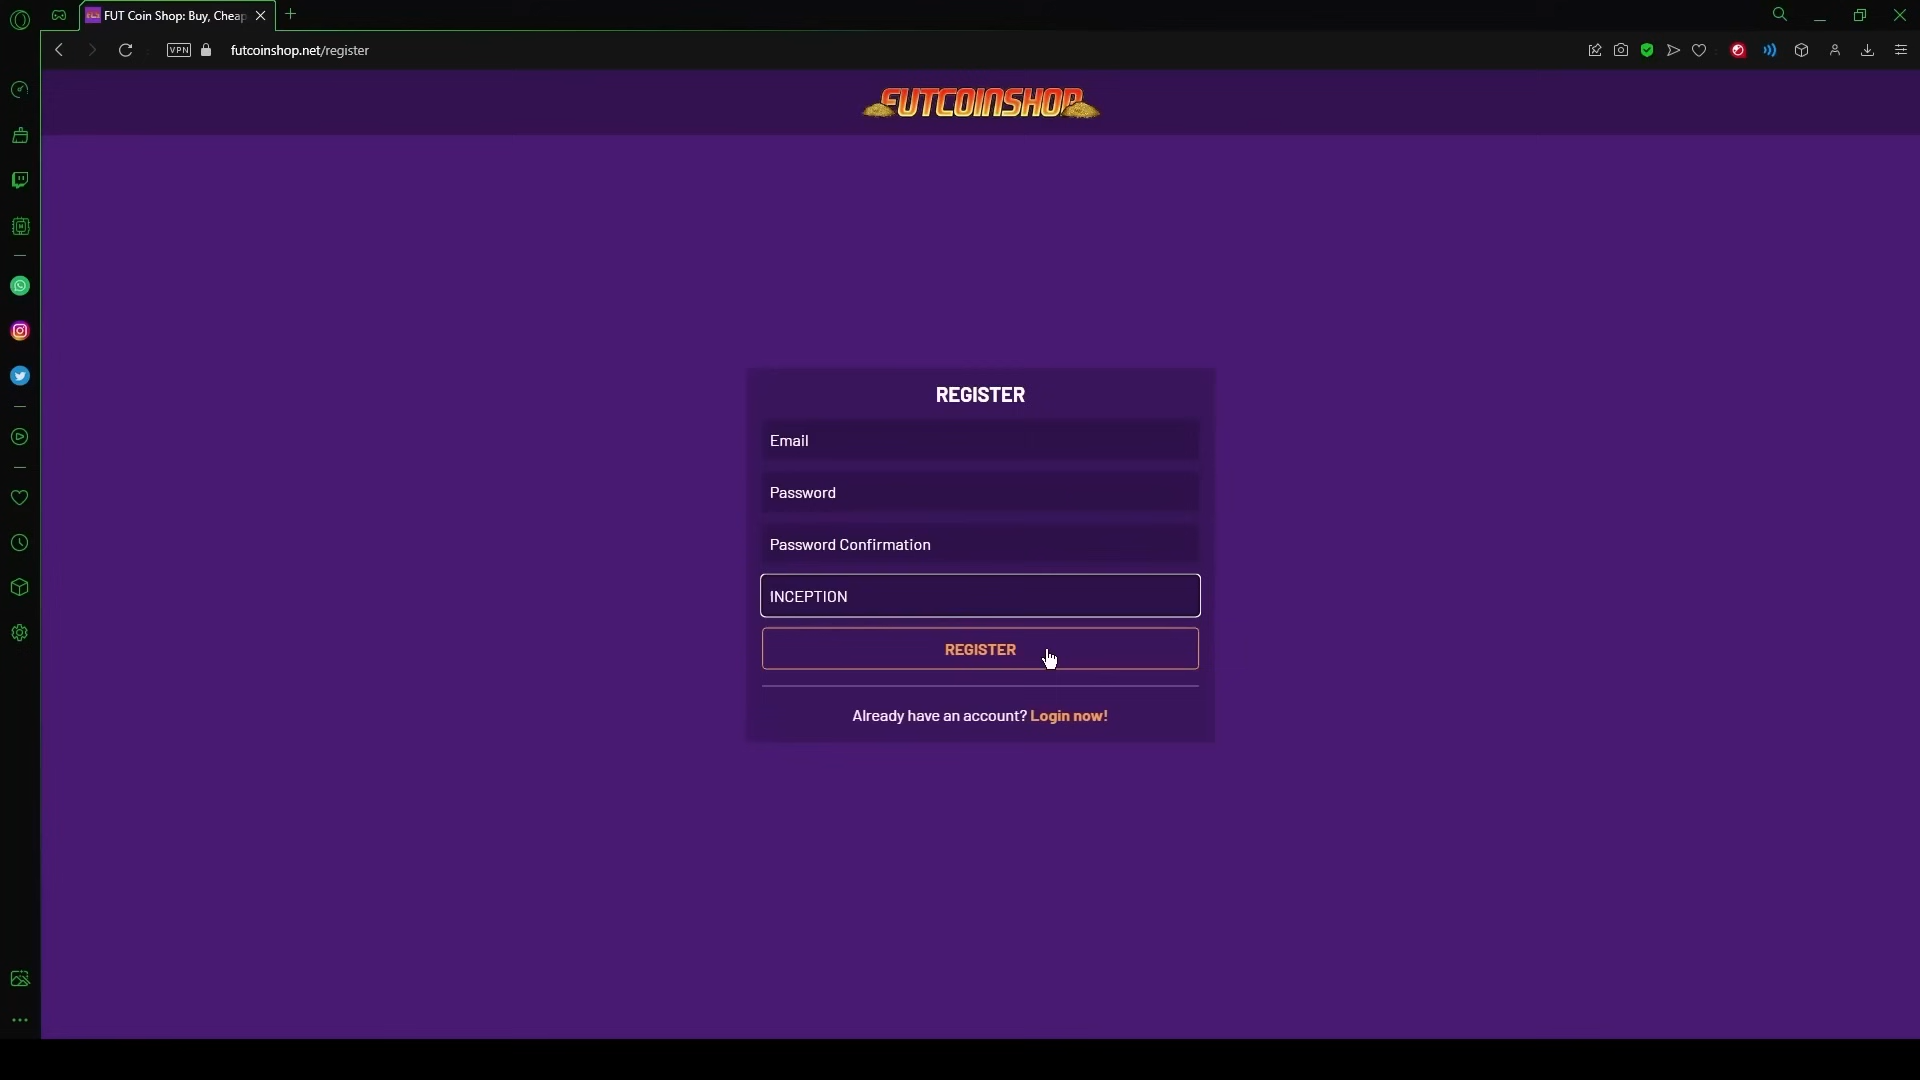 FUT Coin Shop: Buy, Cheap
VPN
futcoinshop.net/register
FUTCOINSHOP
REGISTER
Email
Password
Password Confirmation
INCEPTION
REGISTER
Already have an account? Login now!